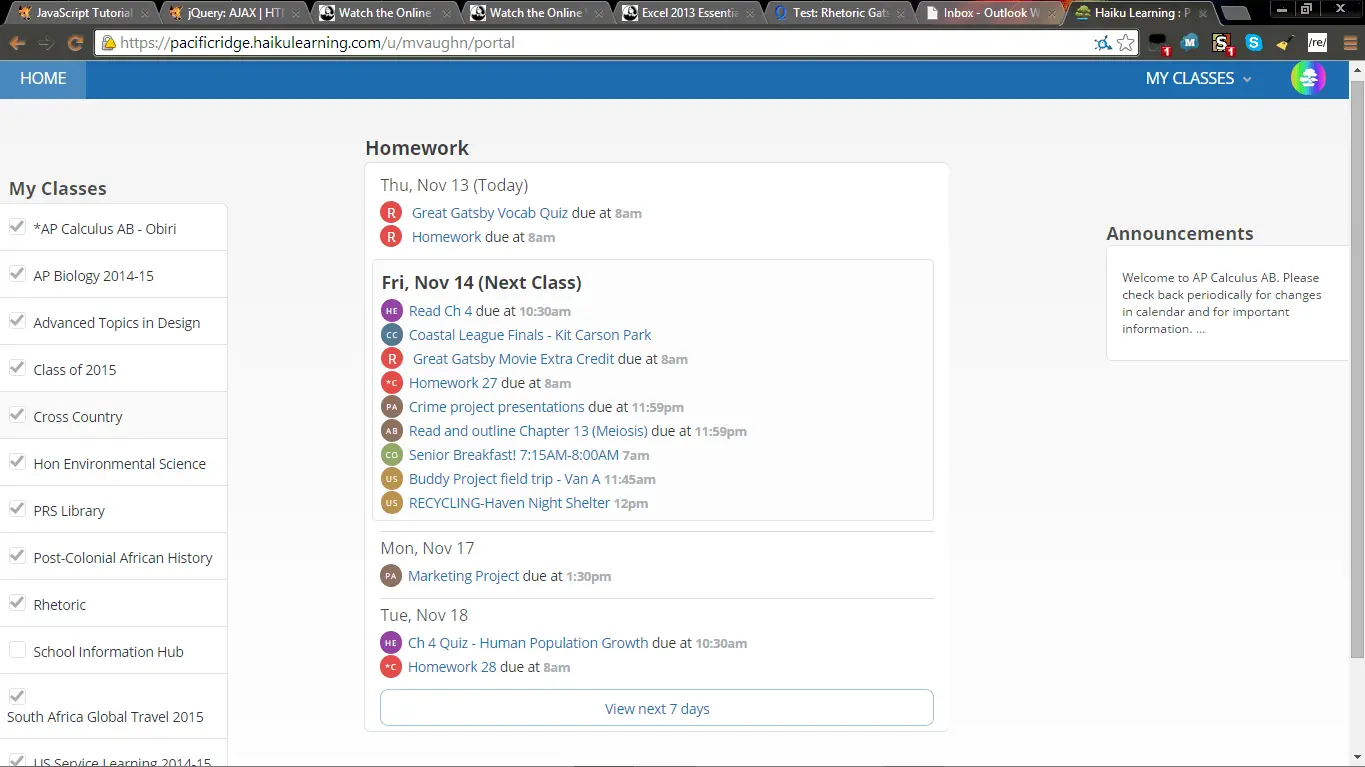 JavaScript Tutorial
jQuery: AJAX | HT
Watch the Online
Watch the Online
Excel 2013 Essentia
Test: Rhetoric Gats
Inbox - Outlook W
Haiku Learning : P
https://pacificridge.haikulearning.com/u/mvaughn/portal
1
M
S
1
S
/re/
HOME
MY CLASSES
My Classes
*AP Calculus AB - Obiri
AP Biology 2014-15
Advanced Topics in Design
Class of 2015
Cross Country
Hon Environmental Science
PRS Library
Post-Colonial African History
Rhetoric
School Information Hub
South Africa Global Travel 2015
US Service Learning 2014-15
Homework
Thu, Nov 13 (Today)
R Great Gatsby Vocab Quiz due at 8am
R Homework due at 8am
Fri, Nov 14 (Next Class)
HE Read Ch 4 due at 10:30am
CC Coastal League Finals - Kit Carson Park
R Great Gatsby Movie Extra Credit due at 8am
*C Homework 27 due at 8am
PA Crime project presentations due at 11:59pm
AB Read and outline Chapter 13 (Meiosis) due at 11:59pm
CO Senior Breakfast! 7:15AM-8:00AM 7am
US Buddy Project field trip - Van A 11:45am
US RECYCLING-Haven Night Shelter 12pm
Mon, Nov 17
PA Marketing Project due at 1:30pm
Tue, Nov 18
HE Ch 4 Quiz - Human Population Growth due at 10:30am
*C Homework 28 due at 8am
View next 7 days
Announcements
Welcome to AP Calculus AB. Please
check back periodically for changes
in calendar and for important
information. ...